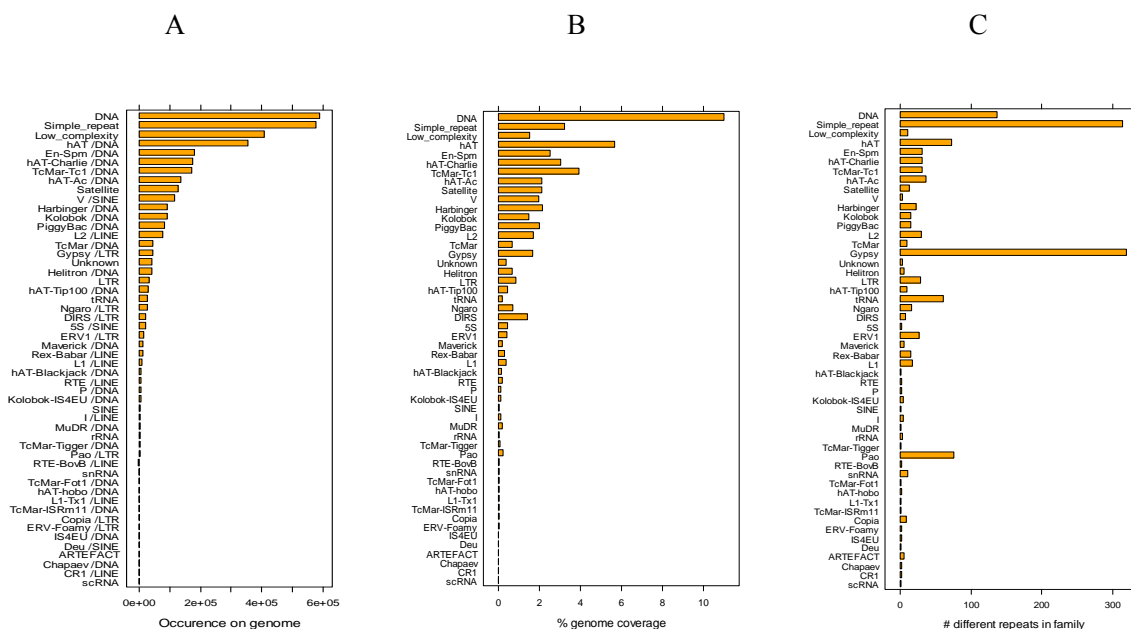 A
B
C
DNA
Simple_repeat
Low_complexity
hAT /DNA
En-Spm /DNA
hAT-Charlie /DNA
TcMar-Tc1 /DNA
hAT-Ac /DNA
Satellite
V /SINE
Harbinger /DNA
Kolobok /DNA
PiggyBac /DNA
L2 /LINE
TcMar /DNA
Gypsy /LTR
Unknown
Helitron /DNA
LTR
hAT-Tip100 /DNA
tRNA
Ngaro /LTR
DIRS /LTR
5S /SINE
ERV1 /LTR
Maverick /DNA
Rex-Babar /LINE
L1 /LINE
hAT-Blackjack /DNA
RTE /LINE
P /DNA
Kolobok-IS4EU /DNA
SINE
I /LINE
MuDR /DNA
rRNA
TcMar-Tigger /DNA
Pao /LTR
RTE-BovB /LINE
snRNA
TcMar-Fot1 /DNA
hAT-hobo /DNA
L1-Tx1 /LINE
TcMar-ISRm11 /DNA
Copia /LTR
ERV-Foamy /LTR
IS4EU /DNA
Deu /SINE
ARTEFACT
Chapaev /DNA
CR1 /LINE
scRNA
0e+00 2e+05 4e+05 6e+05
Occurence on genome
DNA
Simple_repeat
Low_complexity
hAT
En-Spm
hAT-Charlie
TcMar-Tc1
hAT-Ac
Satellite
V
Harbinger
Kolobok
PiggyBac
L2
TcMar
Gypsy
Unknown
Helitron
LTR
hAT-Tip100
tRNA
Ngaro
DIRS
5S
ERV1
Maverick
Rex-Babar
L1
hAT-Blackjack
RTE
P
Kolobok-IS4EU
SINE
I
MuDR
rRNA
TcMar-Tigger
Pao
RTE-BovB
snRNA
TcMar-Fot1
hAT-hobo
L1-Tx1
TcMar-ISRm11
Copia
ERV-Foamy
IS4EU
Deu
ARTEFACT
Chapaev
CR1
scRNA
0 2 4 6 8 10
% genome coverage
DNA
Simple_repeat
Low_complexity
hAT
En-Spm
hAT-Charlie
TcMar-Tc1
hAT-Ac
Satellite
V
Harbinger
Kolobok
PiggyBac
L2
TcMar
Gypsy
Unknown
Helitron
LTR
hAT-Tip100
tRNA
Ngaro
DIRS
5S
ERV1
Maverick
Rex-Babar
L1
hAT-Blackjack
RTE
P
Kolobok-IS4EU
SINE
I
MuDR
rRNA
TcMar-Tigger
Pao
RTE-BovB
snRNA
TcMar-Fot1
hAT-hobo
L1-Tx1
TcMar-ISRm11
Copia
ERV-Foamy
IS4EU
Deu
ARTEFACT
Chapaev
CR1
scRNA
0 100 200 300
# different repeats in family